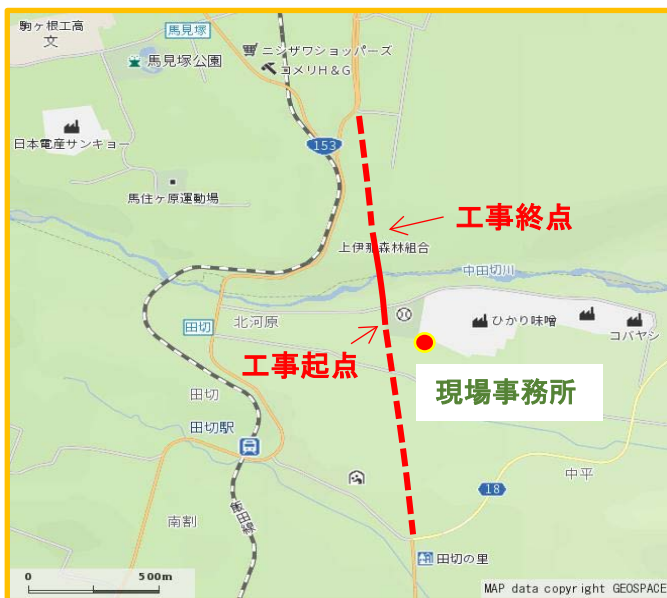 駒ヶ根工高
文
馬見塚
馬見塚公園
ニシザワショッパーズ
コメリH&G
日本電産サンキョー
153
馬住ヶ原運動場
工事終点
上伊那森林組合
中田切川
田切
北河原
ひかり味噌
コバヤシ
工事起点
現場事務所
田切
田切駅
中平
18
飯田線
南割
田切の里
0 500m
MAP data copyright GEOSPACE